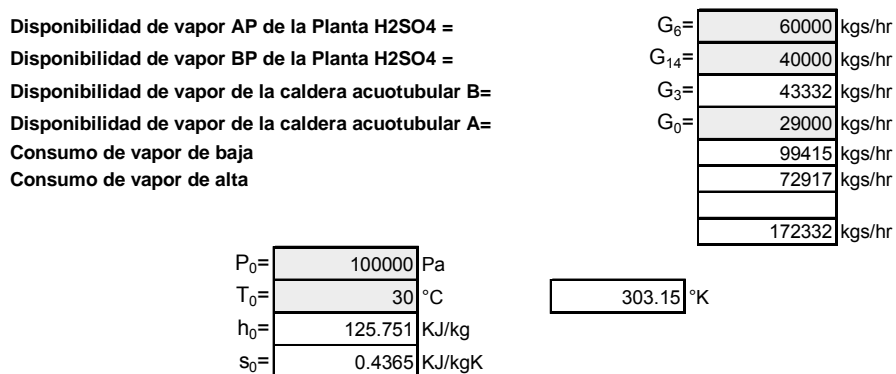 Disponibilidad de vapor AP de la Planta H2SO4 = G₆= 60000 kgs/hr
Disponibilidad de vapor BP de la Planta H2SO4 = G₁₄= 40000 kgs/hr
Disponibilidad de vapor de la caldera acuotubular B= G₃= 43332 kgs/hr
Disponibilidad de vapor de la caldera acuotubular A= G₀= 29000 kgs/hr
Consumo de vapor de baja 99415 kgs/hr
Consumo de vapor de alta 72917 kgs/hr
172332 kgs/hr
P₀= 100000 Pa
T₀= 30 °C 303.15 °K
h₀= 125.751 KJ/kg
s₀= 0.4365 KJ/kgK